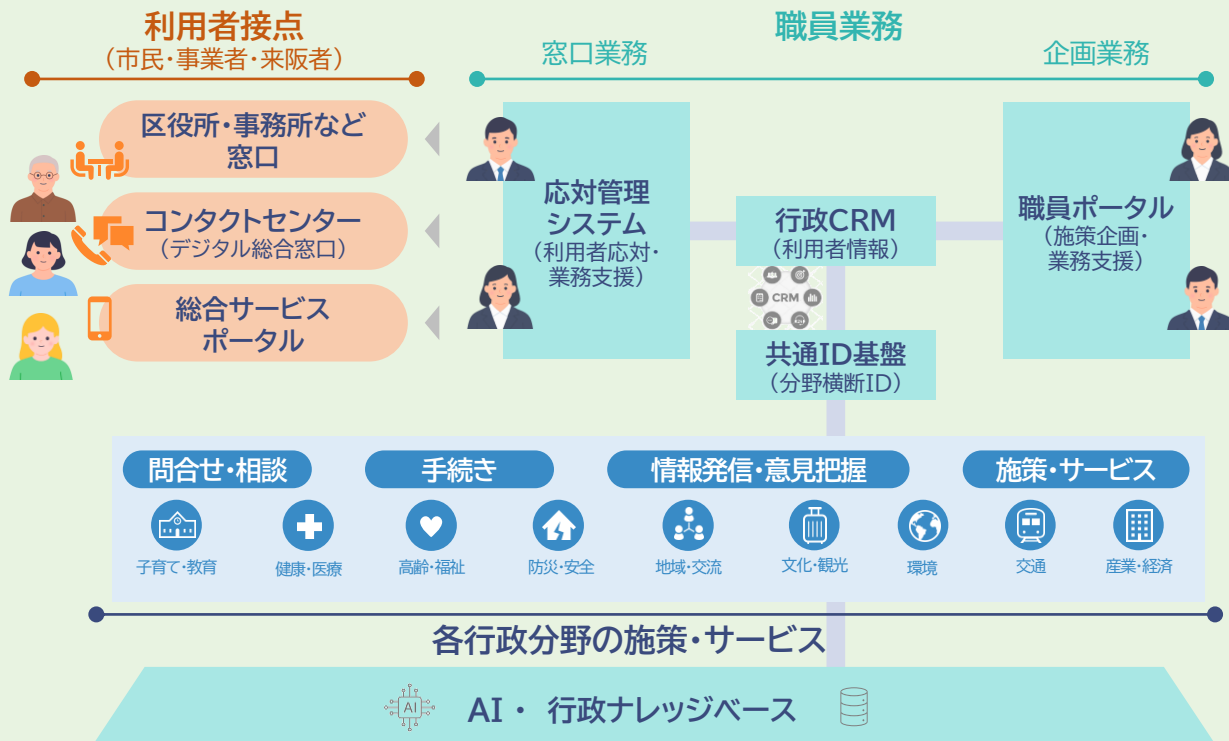 利用者接点
（市民・事業者・来阪者）
職員業務
窓口業務
企画業務
区役所・事務所など
窓口
コンタクトセンター
（デジタル総合窓口）
総合サービス
ポータル
応対管理
システム
（利用者応対・
業務支援）
行政CRM
（利用者情報）
CRM
共通ID基盤
（分野横断ID）
職員ポータル
（施策企画・
業務支援）
問合せ・相談
手続き
情報発信・意見把握
施策・サービス
子育て・教育
健康・医療
高齢・福祉
防災・安全
地域・交流
文化・観光
環境
交通
産業・経済
各行政分野の施策・サービス
AI
AI ・ 行政ナレッジベース